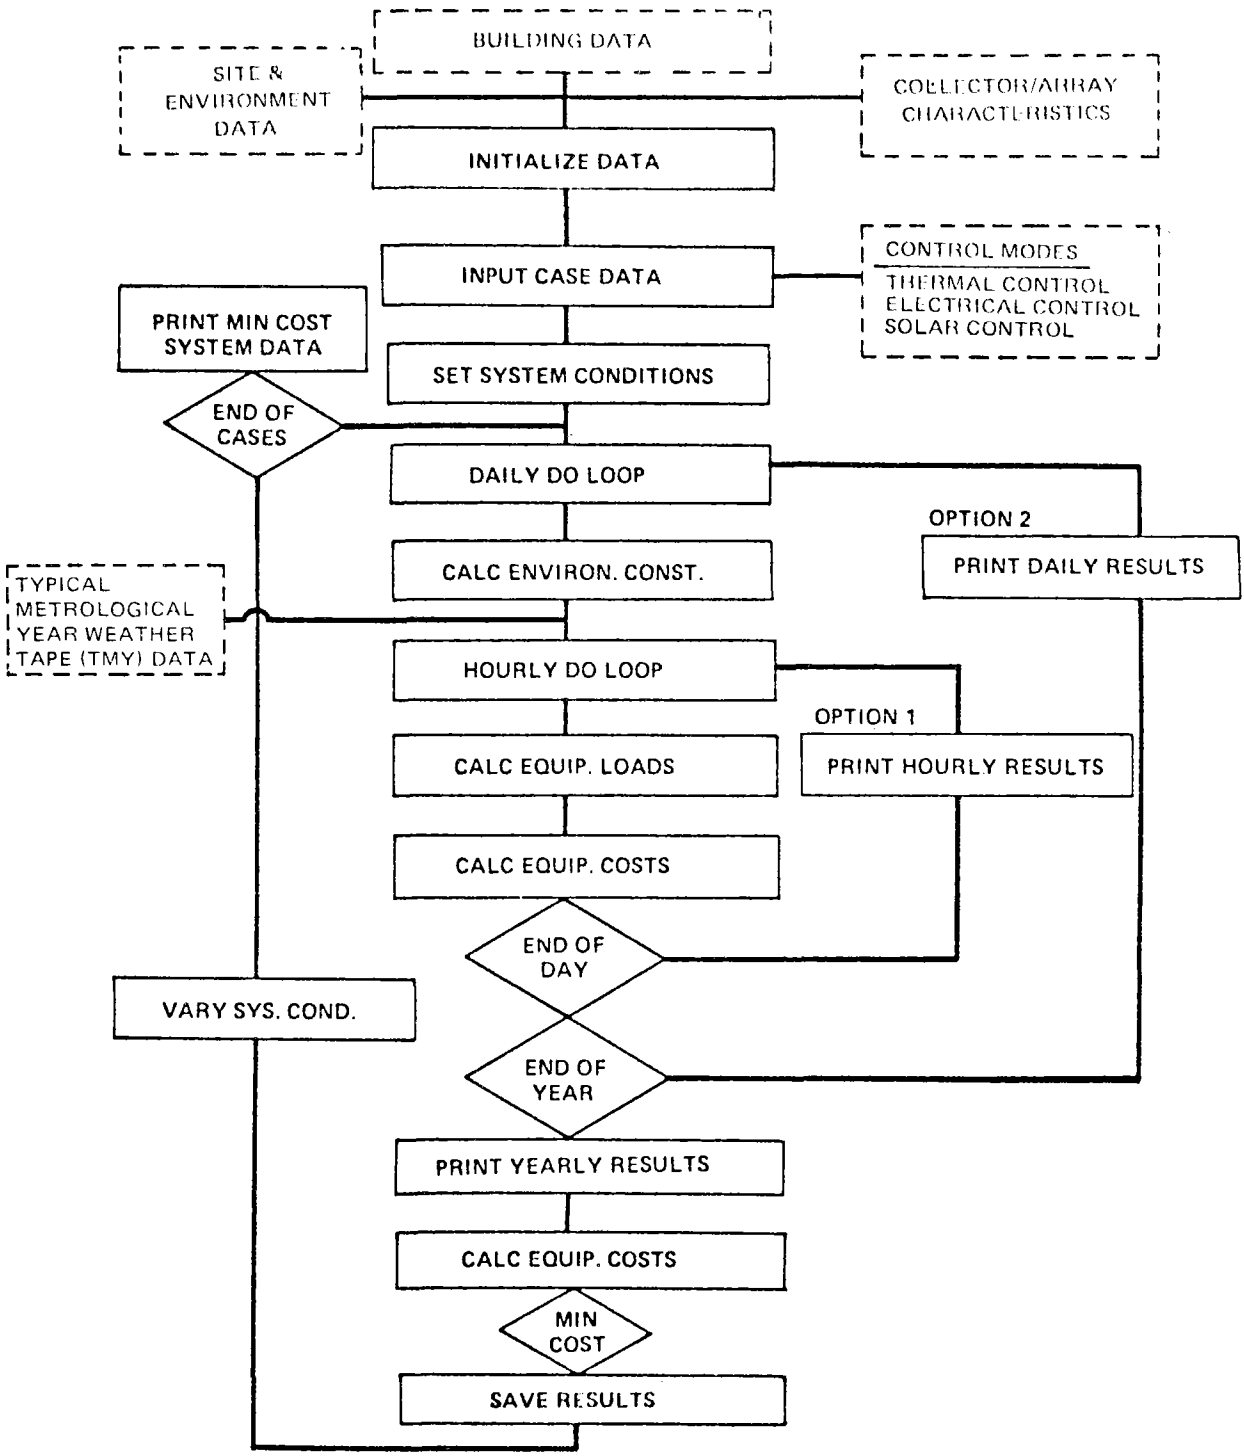 BUILDING DATA
SITE &
ENVIRONMENT
DATA
COLLECTOR/ARRAY
CHARACTERISTICS
INITIALIZE DATA
INPUT CASE DATA
CONTROL MODES
THERMAL CONTROL
ELECTRICAL CONTROL
SOLAR CONTROL
PRINT MIN COST
SYSTEM DATA
SET SYSTEM CONDITIONS
END OF
CASES
DAILY DO LOOP
OPTION 2
PRINT DAILY RESULTS
CALC ENVIRON. CONST.
TYPICAL
METROLOGICAL
YEAR WEATHER
TAPE (TMY) DATA
HOURLY DO LOOP
OPTION 1
PRINT HOURLY RESULTS
CALC EQUIP. LOADS
CALC EQUIP. COSTS
END OF
DAY
VARY SYS. COND.
END OF
YEAR
PRINT YEARLY RESULTS
CALC EQUIP. COSTS
MIN
COST
SAVE RESULTS